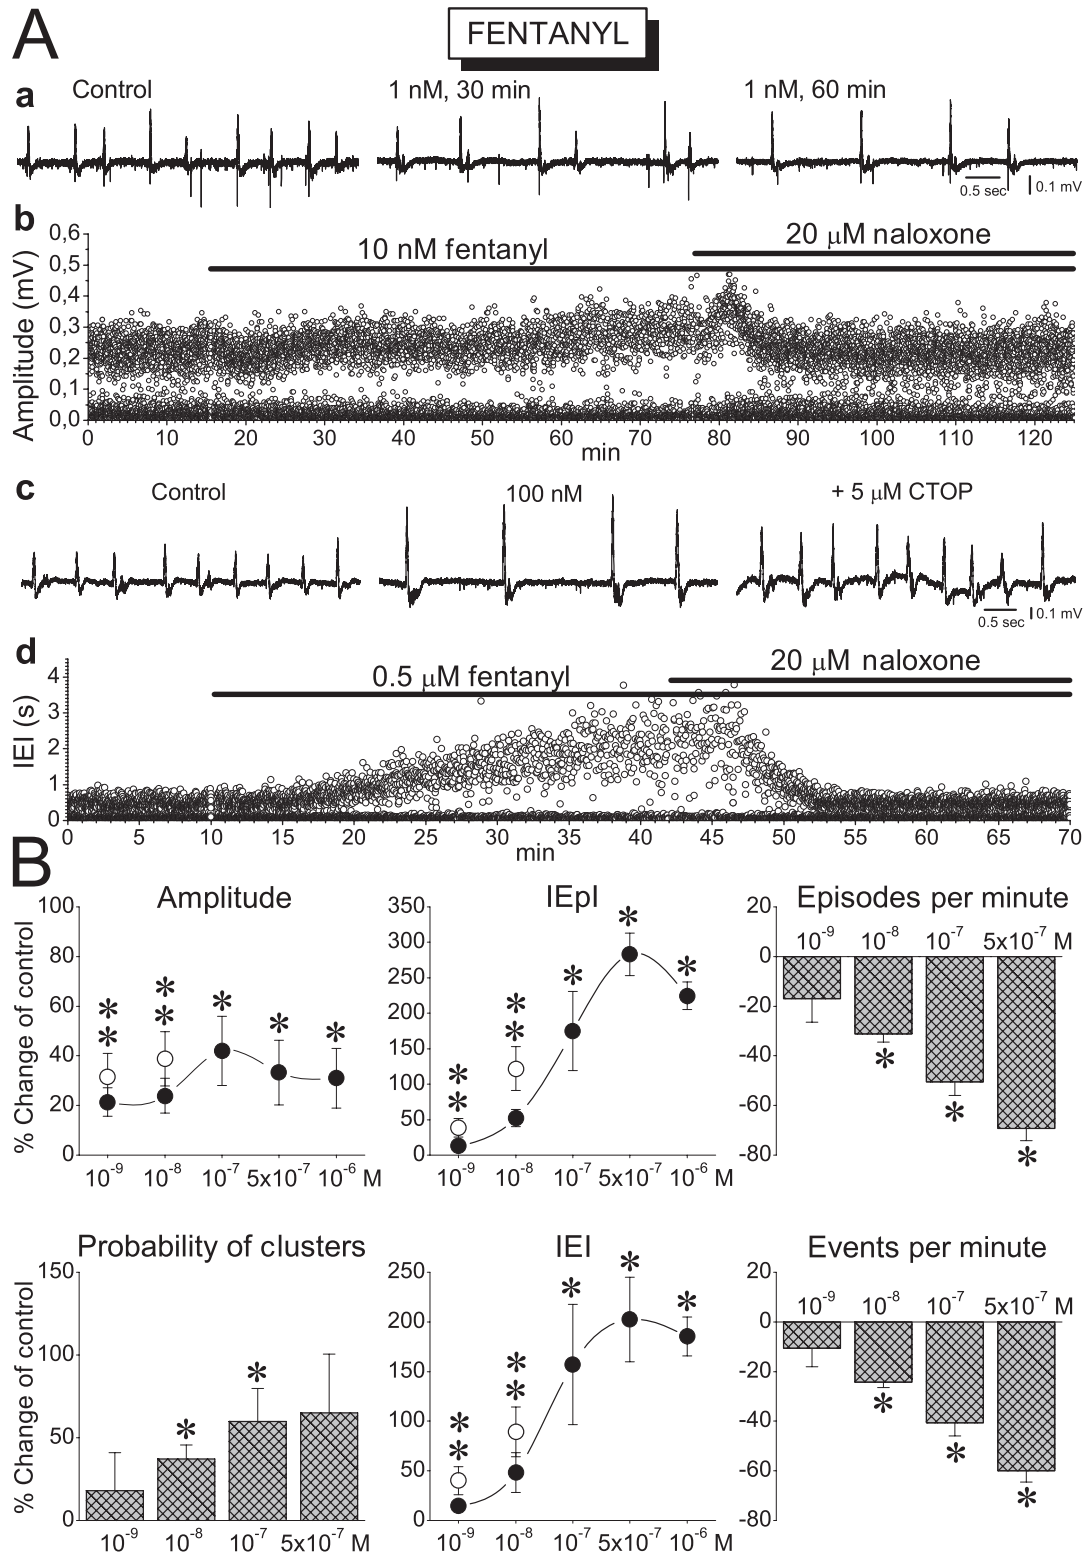 A
FENTANYL
a
Control
1 nM, 30 min
1 nM, 60 min
0.5 sec
0.1 mV
b
Amplitude (mV)
0,6
0,5
0,4
0,3
0,2
0,1
0,0
10 nM fentanyl
20 μM naloxone
0 10 20 30 40 50 60 70 80 90 100 110 120
min
c
Control
100 nM
+ 5 μM CTOP
0.5 sec
0.1 mV
d
IEI (s)
4
3
2
1
0
0.5 μM fentanyl
20 μM naloxone
0 5 10 15 20 25 30 35 40 45 50 55 60 65 70
min
B
Amplitude
% Change of control
100
80
60
40
20
0
* * * * * * *
10⁻⁹ 10⁻⁸ 10⁻⁷ 5x10⁻⁷ 10⁻⁶ M
IEpI
350
300
250
200
150
100
50
0
* * * * * * *
10⁻⁹ 10⁻⁸ 10⁻⁷ 5x10⁻⁷ 10⁻⁶ M
Episodes per minute
20
0
-20
-40
-60
-80
10⁻⁹ 10⁻⁸ 10⁻⁷ 5x10⁻⁷ M
* * *
Probability of clusters
% Change of control
150
100
50
0
* *
10⁻⁹ 10⁻⁸ 10⁻⁷ 5x10⁻⁷ M
IEI
250
200
150
100
50
0
* * * * * * *
10⁻⁹ 10⁻⁸ 10⁻⁷ 5x10⁻⁷ 10⁻⁶ M
Events per minute
20
0
-20
-40
-60
-80
10⁻⁹ 10⁻⁸ 10⁻⁷ 5x10⁻⁷ M
* * *